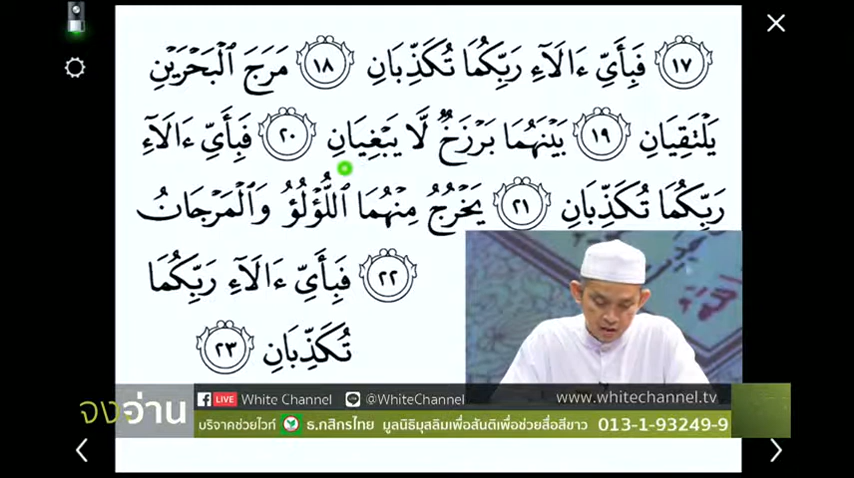 ١٧ فَبِأَيِّ ءَالَآءِ رَبِّكُمَا تُكَذِّبَانِ ١٨ مَرَجَ ٱلْبَحْرَيْنِ
يَلْتَقِيَانِ ١٩ بَيْنَهُمَا بَرْزَخٌ لَّا يَبْغِيَانِ ٢٠ فَبِأَيِّ ءَالَآءِ
رَبِّكُمَا تُكَذِّبَانِ ٢١ يَخْرُجُ مِنْهُمَا ٱللُّؤْلُؤُ وَٱلْمَرْجَانُ
٢٢ فَبِأَيِّ ءَالَآءِ رَبِّكُمَا
تُكَذِّبَانِ ٢٣
จงอ่าน
f LIVE White Channel LINE @WhiteChannel www.whitechannel.tv
บริจาคช่วยไวท์ ธ.กสิกรไทย มูลนิธิมุสลิมเพื่อสันติเพื่อช่วยสื่อสีขาว 013-1-93249-9